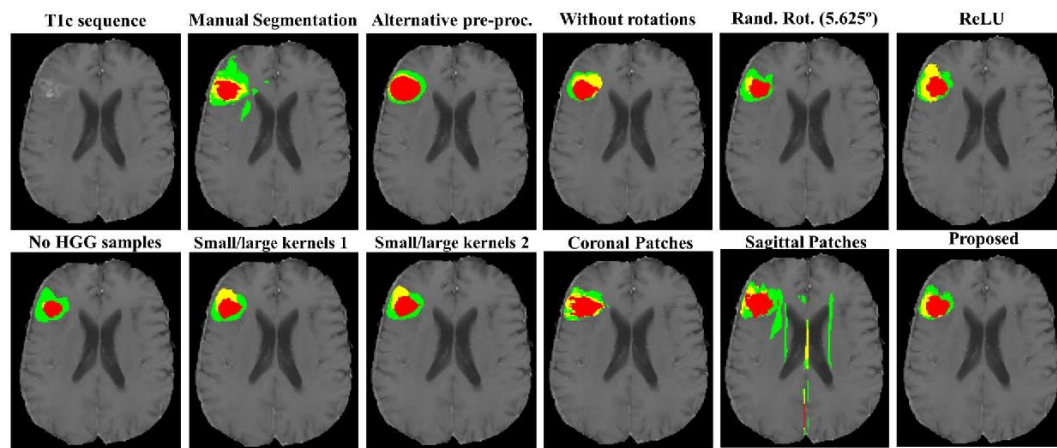 T1c sequence
Manual Segmentation
Alternative pre-proc.
Without rotations
Rand. Rot. (5.625º)
ReLU
No HGG samples
Small/large kernels 1
Small/large kernels 2
Coronal Patches
Sagittal Patches
Proposed